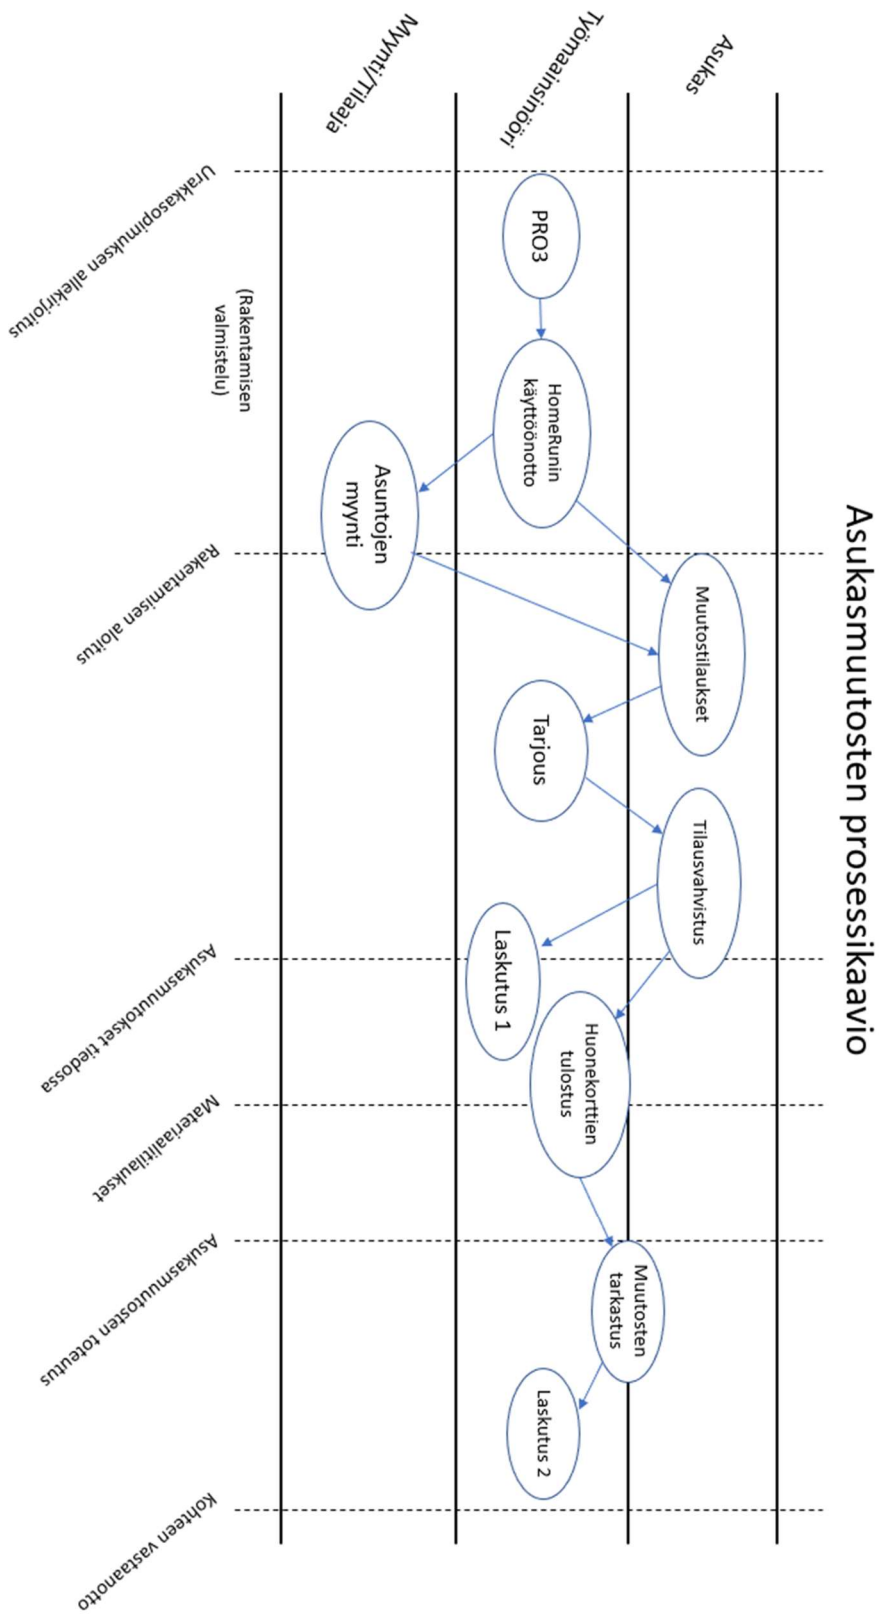 Asukasmuutosten prosessikaavio
Asukas
Työmaainsinööri
Myynti/Tilaaja
PRO3
HomeRunin
käyttöönotto
Asuntojen
myynti
Muutostilaukset
Tarjous
Tilausvahvistus
Laskutus 1
Huonekorttien
tulostus
Muutosten
tarkastus
Laskutus 2
Urakkasopimuksen allekirjoitus
(Rakentamisen
valmistelu)
Rakentamisen aloitus
Asukasmuutokset tiedossa
Materiaalitilaukset
Asukasmuutosten toteutus
Kohteen vastaanotto